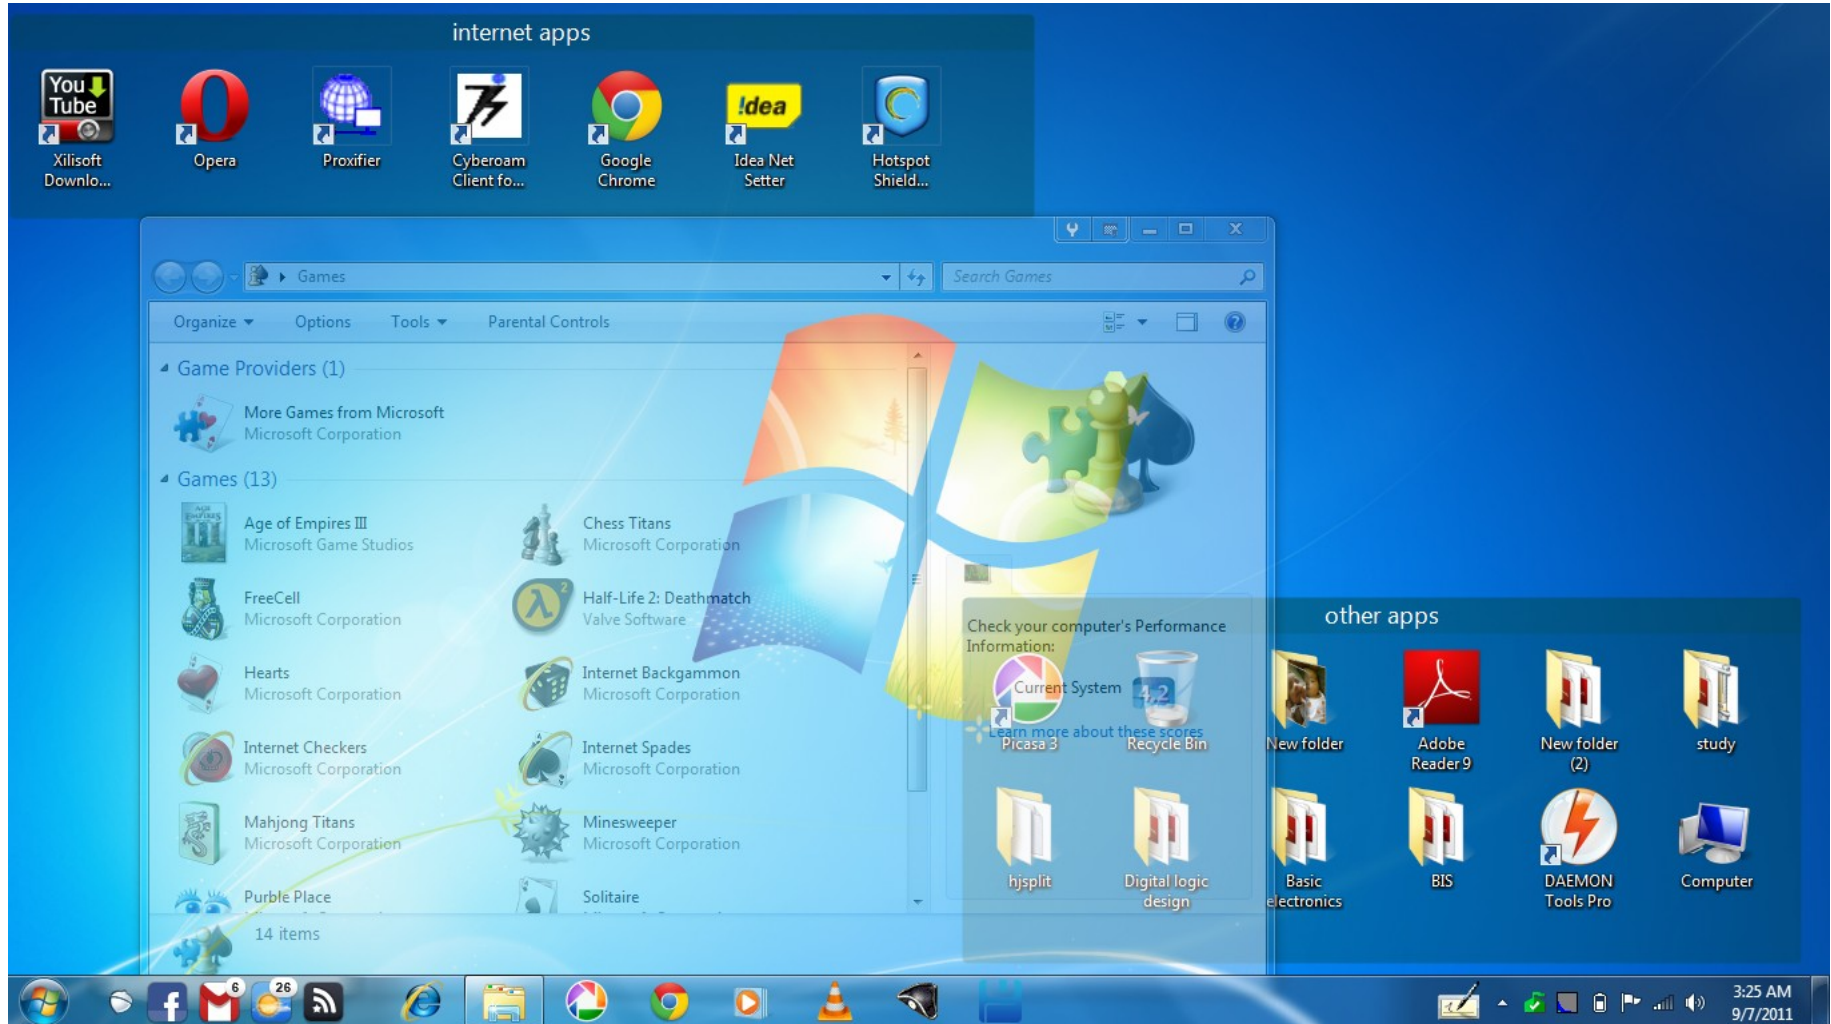 internet apps
You
Tube
!dea
Xilisoft
Downlo...
Opera
Proxifier
Cyberoam
Client fo...
Google
Chrome
Idea Net
Setter
Hotspot
Shield...
Games
Search Games
Organize
Options
Tools
Parental Controls
Game Providers (1)
More Games from Microsoft
Microsoft Corporation
Games (13)
Age of Empires III
Microsoft Game Studios
Chess Titans
Microsoft Corporation
FreeCell
Microsoft Corporation
Half-Life 2: Deathmatch
Valve Software
Hearts
Microsoft Corporation
Internet Backgammon
Microsoft Corporation
Internet Checkers
Microsoft Corporation
Internet Spades
Microsoft Corporation
Mahjong Titans
Microsoft Corporation
Minesweeper
Microsoft Corporation
Purble Place
Solitaire
14 items
Check your computer's Performance
Information:
Current System
4.2
Learn more about these scores
other apps
Picasa 3
Recycle Bin
New folder
Adobe
Reader 9
New folder
(2)
study
hjsplit
Digital logic
design
Basic
electronics
BIS
DAEMON
Tools Pro
Computer
6
26
3:25 AM
9/7/2011